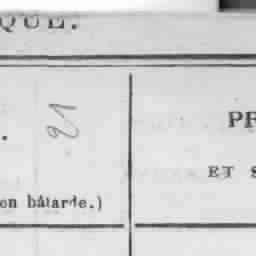 QUE.
21
PR
ET S
en bâtarde.)